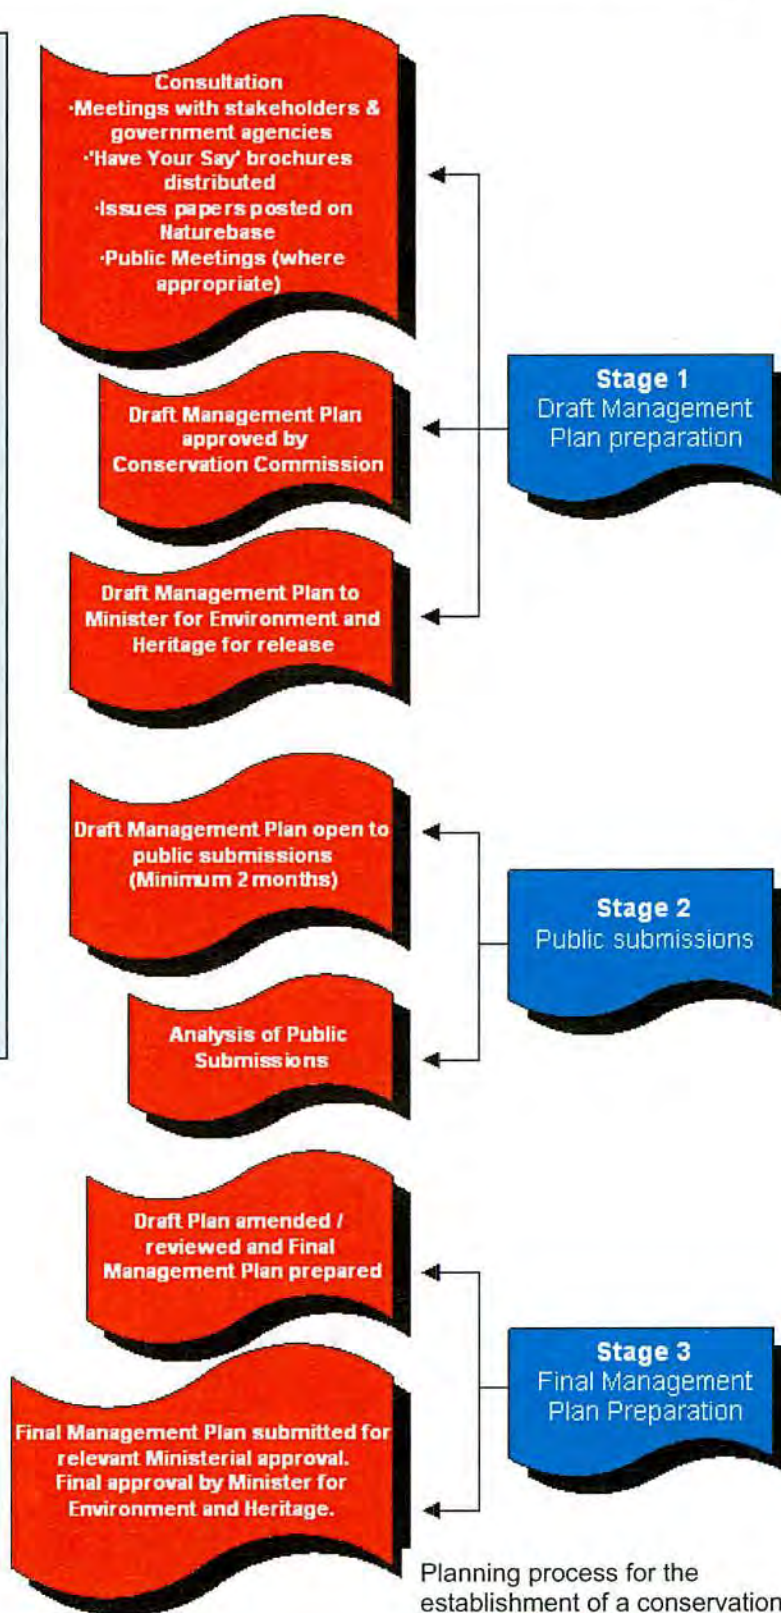 Consultation
·Meetings with stakeholders &
government agencies
·'Have Your Say' brochures
distributed
·Issues papers posted on
Naturebase
·Public Meetings (where
appropriate)
Draft Management Plan
approved by
Conservation Commission
Draft Management Plan to
Minister for Environment and
Heritage for release
Stage 1
Draft Management
Plan preparation
Draft Management Plan open to
public submissions
(Minimum 2 months)
Analysis of Public
Submissions
Stage 2
Public submissions
Draft Plan amended /
reviewed and Final
Management Plan prepared
Final Management Plan submitted for
relevant Ministerial approval.
Final approval by Minister for
Environment and Heritage.
Stage 3
Final Management
Plan Preparation
Planning process for the
establishment of a conservation